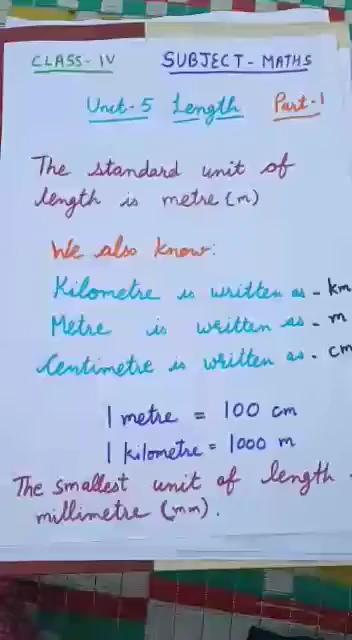 CLASS-IV SUBJECT-MATHS
Unit-5 Length Part-1
The standard unit of
length is metre (m)
We also know:
Kilometre is written as - km
Metre is written as - m
Centimetre is written as - cm
1 metre = 100 cm
1 kilometre = 1000 m
The smallest unit of length -
millimetre (mm).